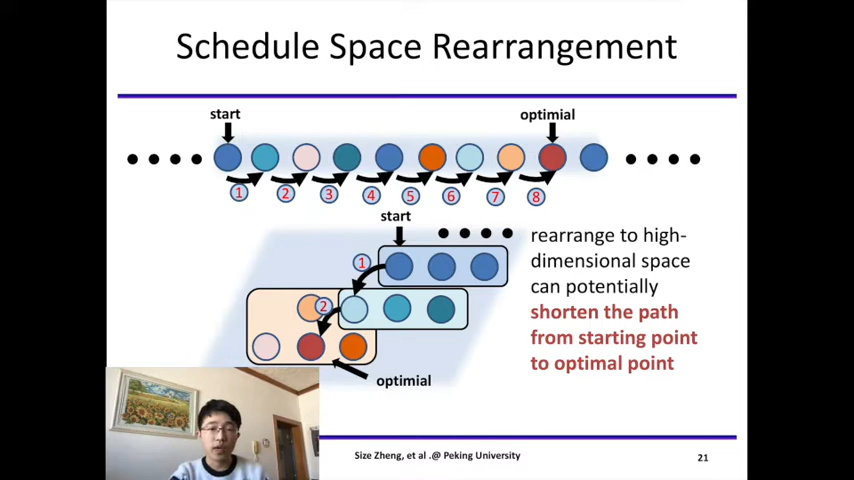 Schedule Space Rearrangement
start
optimial
1 2 3 4 5 6 7 8
start
1
2
optimial
rearrange to high-
dimensional space
can potentially
shorten the path
from starting point
to optimal point
Size Zheng, et al .@ Peking University
21